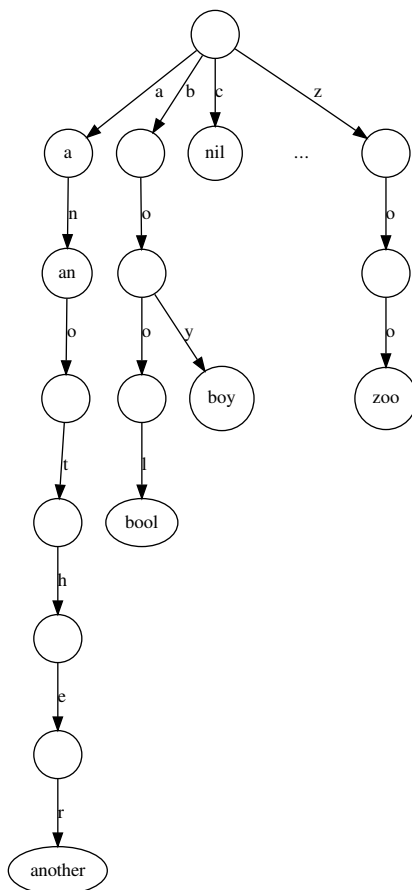 a b c z
a nil ...
n o o
an
o o y o
boy zoo
t l
bool
h
e
r
another